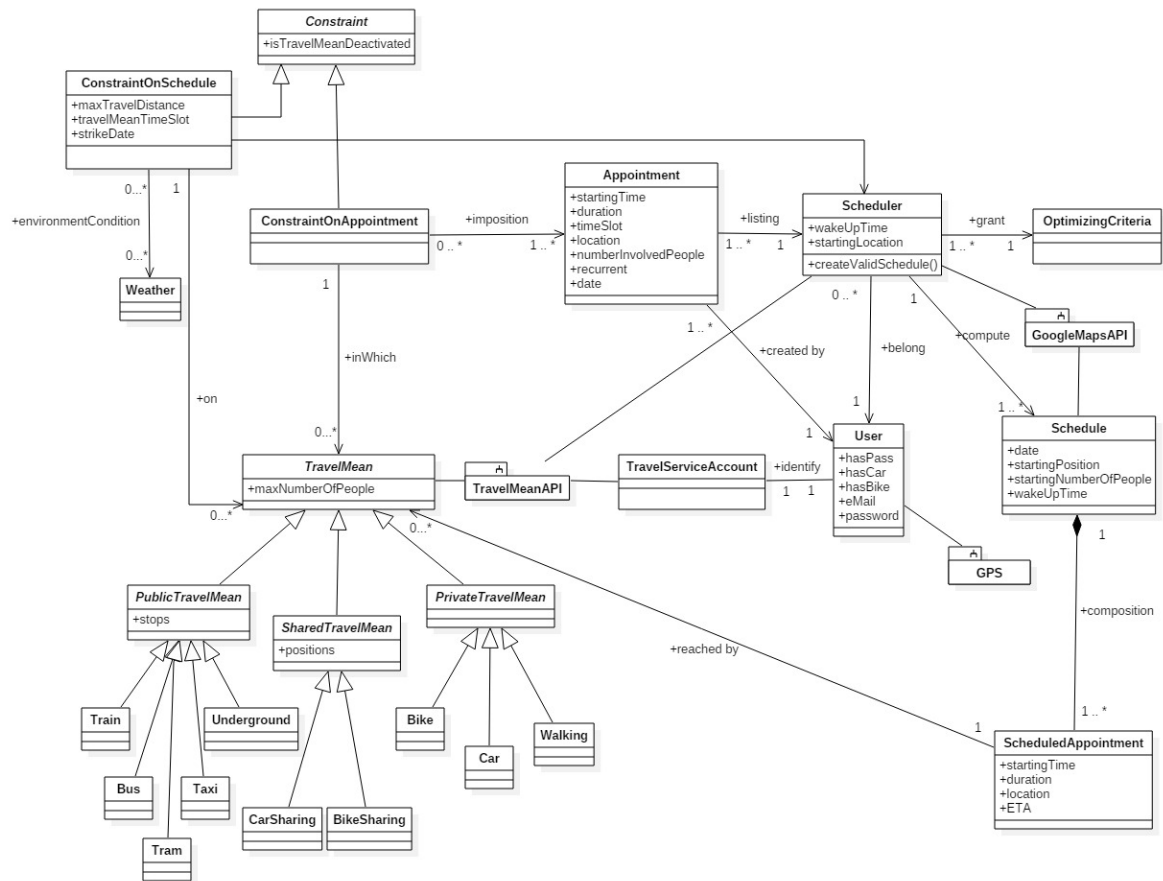 Constraint
+isTravelMeanDeactivated
ConstraintOnSchedule
+maxTravelDistance
+travelMeanTimeSlot
+strikeDate
0...*
1
+environmentCondition
0...*
Weather
ConstraintOnAppointment
+imposition
0 .. *
1 .. *
1
Appointment
+startingTime
+duration
+timeSlot
+location
+numberInvolvedPeople
+recurrent
+date
+listing
1 .. *
1
Scheduler
+wakeUpTime
+startingLocation
+createValidSchedule()
+grant
1 .. *
1
OptimizingCriteria
0 .. *
1
1 .. *
+created by
+belong
+compute
GoogleMapsAPI
+inWhich
+on
1
1
1 .. *
0...*
0...*
TravelMean
+maxNumberOfPeople
TravelMeanAPI
TravelServiceAccount
+identify
1
1
User
+hasPass
+hasCar
+hasBike
+eMail
+password
Schedule
+date
+startingPosition
+startingNumberOfPeople
+wakeUpTime
0...*
1
GPS
PublicTravelMean
+stops
SharedTravelMean
+positions
PrivateTravelMean
+composition
+reached by
Train
Underground
Bus
Taxi
Tram
CarSharing
BikeSharing
Bike
Car
Walking
1
1 .. *
ScheduledAppointment
+startingTime
+duration
+location
+ETA